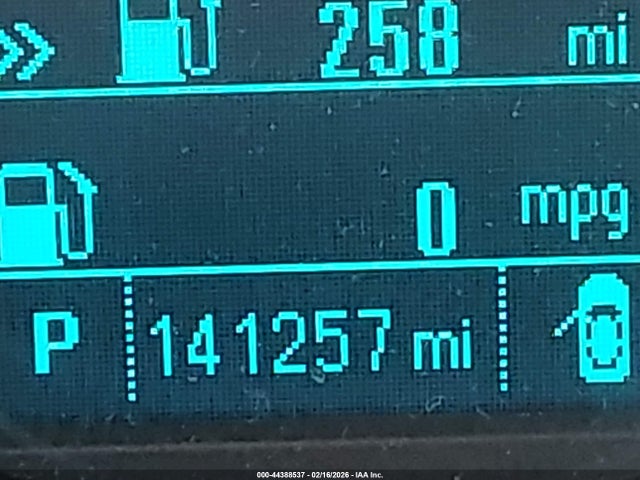 258 mi
0 mpg
P 141257 mi
000-44388537 - 02/16/2026 - IAA Inc.